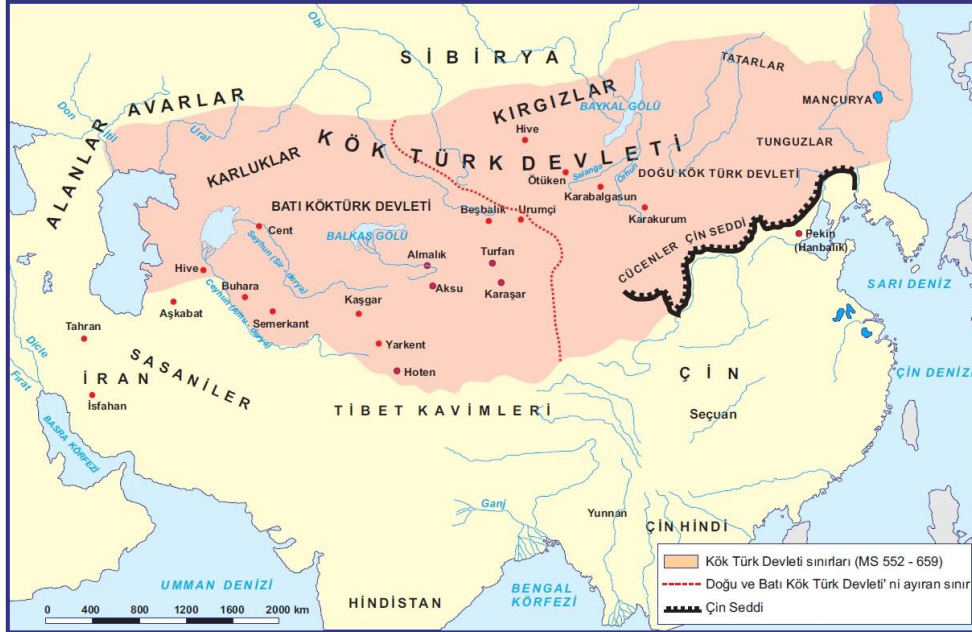 Obi
SİBİRYA
TATARLAR
AVARLAR
KIRGIZLAR
BAYKAL GÖLÜ
MANÇURYA
Don
İtil
Ural
Hive
ALANLAR
KÖK TÜRK DEVLETİ
TUNGUZLAR
KARLUKLAR
Ötüken
Selanga
Orhun
DOĞU KÖK TÜRK DEVLETİ
Karabalgasun
BATI KÖKTÜRK DEVLETİ
Beşbalık
Urumçi
Karakurum
Cent
Seyhun (Sir - derya)
BALKAŞ GÖLÜ
ÇİN SEDDİ
Pekin
(Hanbalık)
Almalık
Turfan
CÜCENLER
Hive
Aksu
Karaşar
SARI DENİZ
Buhara
Ceyhun (Amu - derya)
Aşkabat
Semerkant
Kaşgar
Tahran
Yarkent
Dicle
SASANİLER
Hoten
ÇİN
ÇİN DENİZİ
Fırat
İRAN
İsfahan
TİBET KAVİMLERİ
Seçuan
BASRA KÖRFEZİ
Ganj
Yunnan
ÇİN HİNDİ
UMMAN DENİZİ
BENGAL
KÖRFEZİ
HİNDİSTAN
0 400 800 1200 1600 2000 km
Kök Türk Devleti sınırları (MS 552 - 659)
Doğu ve Batı Kök Türk Devleti' ni ayıran sınır
Çin Seddi